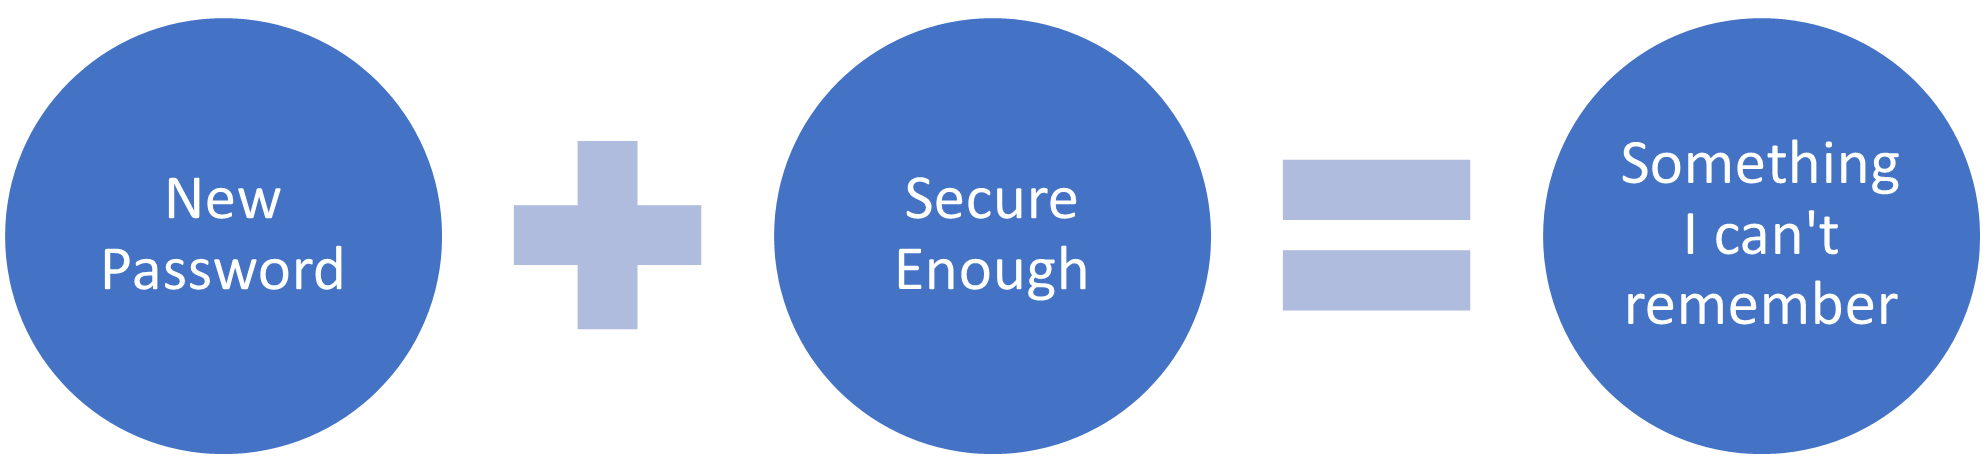 New
Password
Secure
Enough
Something
I can't
remember